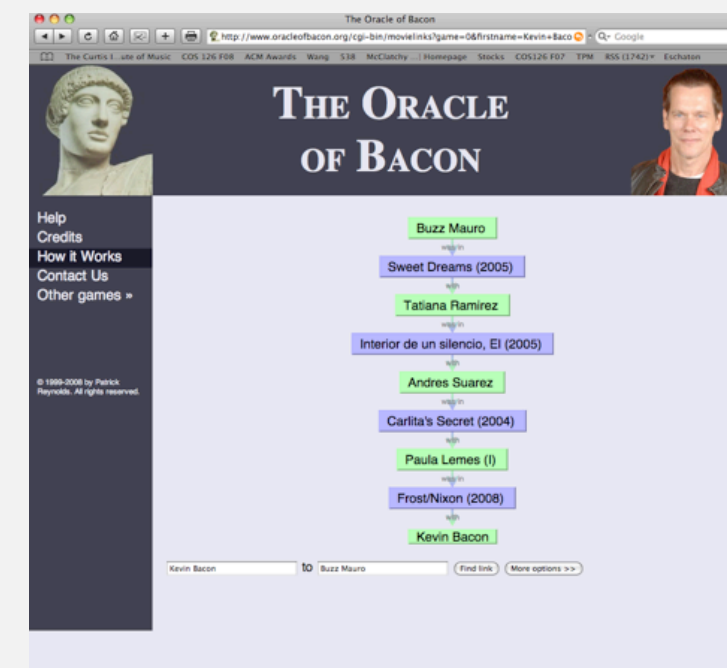 The Oracle of Bacon
http://www.oracleofbacon.org/cgi-bin/movielinks?game=0&firstname=Kevin+Baco
Google
The Curtis I...ute of Music COS 126 F08 ACM Awards Wang 538 McClatchy ...| Homepage Stocks COS126 F07 TPM RSS (1742) Eschaton
THE ORACLE
OF BACON
Help
Credits
How it Works
Contact Us
Other games »
© 1999-2008 by Patrick
Reynolds. All rights reserved.
Buzz Mauro
was in
Sweet Dreams (2005)
with
Tatiana Ramirez
was in
Interior de un silencio, El (2005)
with
Andres Suarez
was in
Carlita's Secret (2004)
with
Paula Lemes (I)
was in
Frost/Nixon (2008)
with
Kevin Bacon
Kevin Bacon to Buzz Mauro Find link More options >>